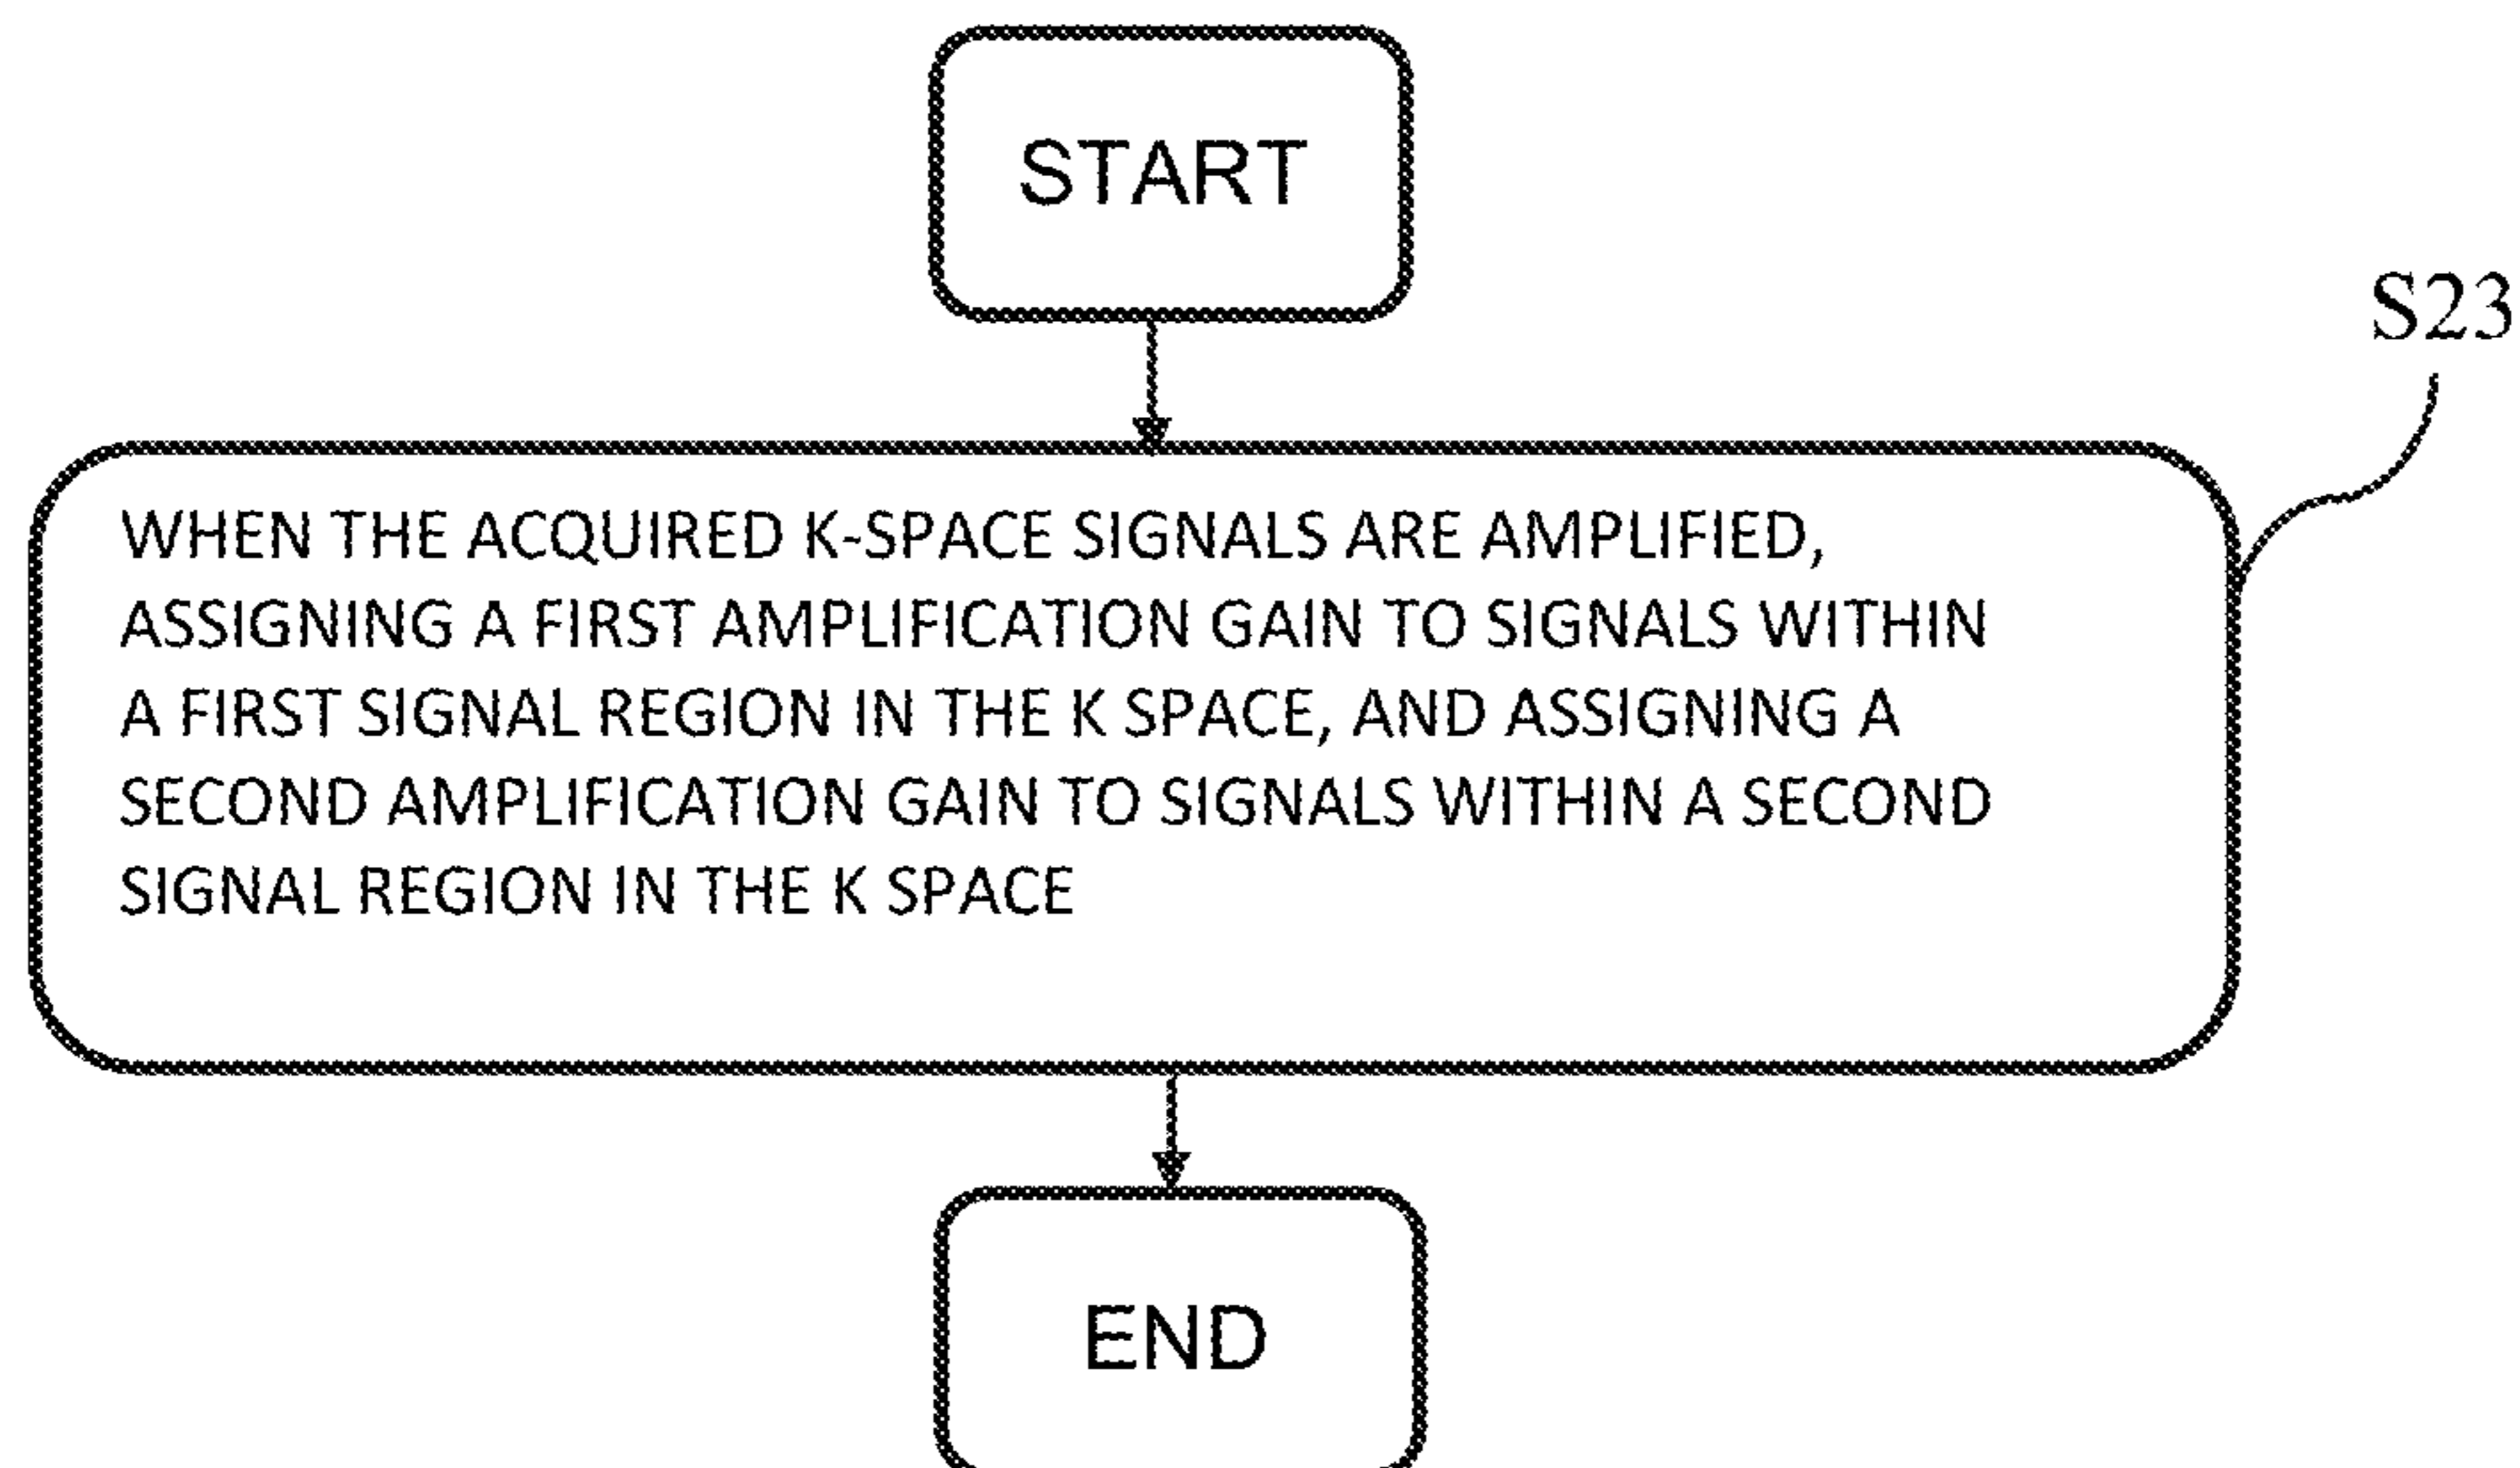 START
S23
WHEN THE ACQUIRED K-SPACE SIGNALS ARE AMPLIFIED,
ASSIGNING A FIRST AMPLIFICATION GAIN TO SIGNALS WITHIN
A FIRST SIGNAL REGION IN THE K SPACE, AND ASSIGNING A
SECOND AMPLIFICATION GAIN TO SIGNALS WITHIN A SECOND
SIGNAL REGION IN THE K SPACE
END